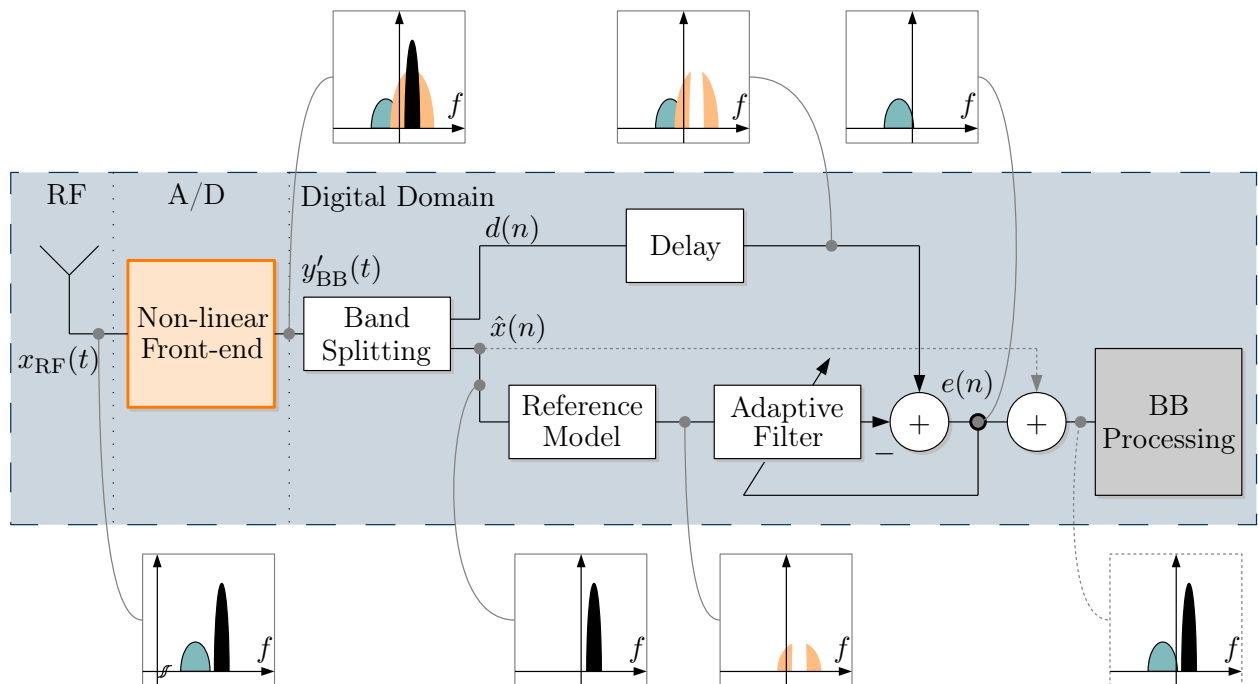 f
f
f
RF
A/D
Digital Domain
d(n)
Delay
y′BB(t)
Non-linear
Front-end
Band
Splitting
x̂(n)
xRF(t)
Reference
Model
Adaptive
Filter
−
+
e(n)
+
BB
Processing
f
f
f
f